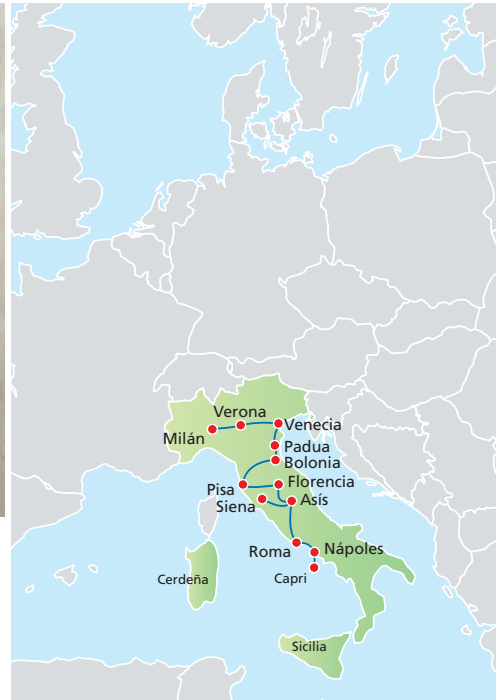 Verona
Venecia
Milán
Padua
Bolonia
Florencia
Pisa
Siena
Asís
Roma
Nápoles
Capri
Cerdeña
Sicilia